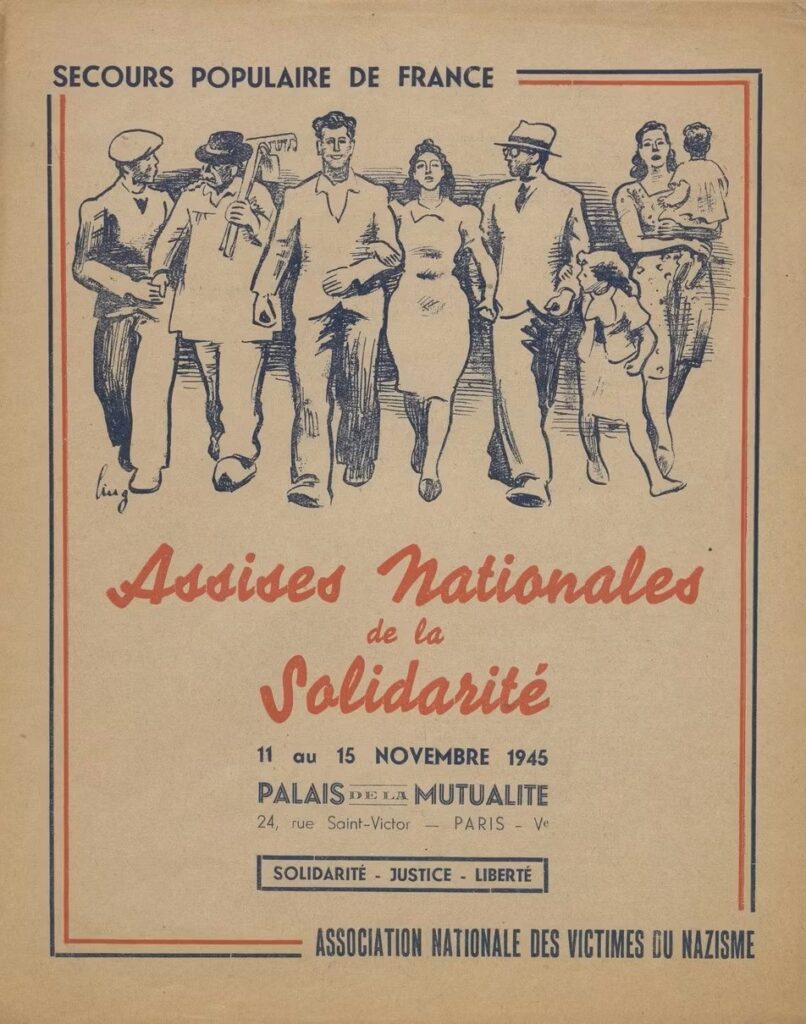 SECOURS POPULAIRE DE FRANCE
ling
Assises Nationales
de la
Solidarité
11 au 15 NOVEMBRE 1945
PALAIS DE LA MUTUALITE
24, rue Saint-Victor — PARIS - Ve
SOLIDARITÉ - JUSTICE - LIBERTÉ
ASSOCIATION NATIONALE DES VICTIMES DU NAZISME